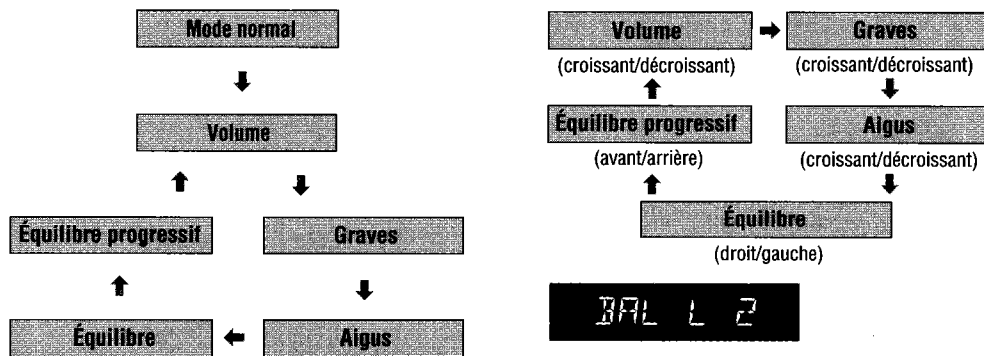 Mode normal
Volume
Équilibre progressif
Graves
Équilibre
Aigus
Volume
Graves
(croissant/décroissant)
(croissant/décroissant)
Équilibre progressif
Aigus
(avant/arrière)
(croissant/décroissant)
Équilibre
(droit/gauche)
BAL L 2